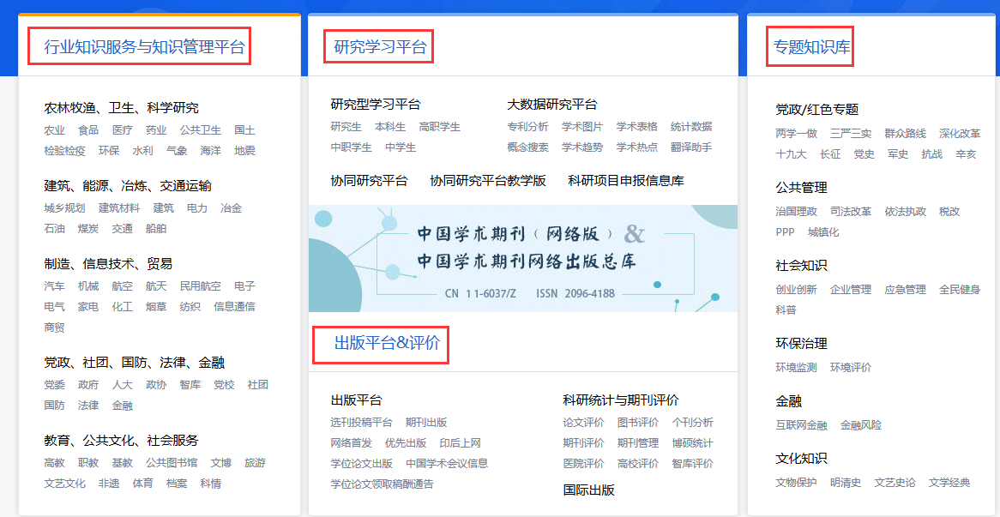 行业知识服务与知识管理平台
农林牧渔、卫生、科学研究
农业 食品 医疗 药业 公共卫生 国土
检验检疫 环保 水利 气象 海洋 地震
建筑、能源、冶炼、交通运输
城乡规划 建筑材料 建筑 电力 冶金
石油 煤炭 交通 船舶
制造、信息技术、贸易
汽车 机械 航空 航天 民用航空 电子
电气 家电 化工 烟草 纺织 信息通信
商贸
党政、社团、国防、法律、金融
党委 政府 人大 政协 智库 党校 社团
国防 法律 金融
教育、公共文化、社会服务
高教 职教 基教 公共图书馆 文博 旅游
文艺文化 非遗 体育 档案 科情
研究学习平台
研究型学习平台
研究生 本科生 高职学生
中职学生 中学生
大数据研究平台
专利分析 学术图片 学术表格 统计数据
概念搜索 学术趋势 学术热点 翻译助手
协同研究平台 协同研究平台教学版 科研项目申报信息库
中国学术期刊（网络版）&
中国学术期刊网络出版总库
CN 11-6037/Z ISSN 2096-4188
出版平台&评价
出版平台
选刊投稿平台 期刊出版
网络首发 优先出版 印后上网
学位论文出版 中国学术会议信息
学位论文领取稿酬通告
科研统计与期刊评价
论文评价 图书评价 个刊分析
期刊评价 期刊管理 博硕统计
医院评价 高校评价 智库评价
国际出版
专题知识库
党政/红色专题
两学一做 三严三实 群众路线 深化改革
十九大 长征 党史 军史 抗战 辛亥
公共管理
治国理政 司法改革 依法执政 税改
PPP 城镇化
社会知识
创业创新 企业管理 应急管理 全民健身
科普
环保治理
环境监测 环境评价
金融
互联网金融 金融风险
文化知识
文物保护 明清史 文艺史论 文学经典